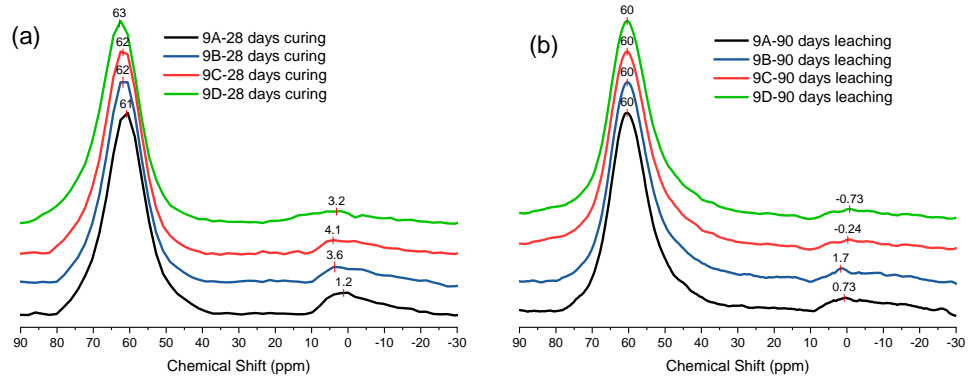 (a)
63
62
62
61
9A-28 days curing
9B-28 days curing
9C-28 days curing
9D-28 days curing
3.2
4.1
3.6
1.2
90 80 70 60 50 40 30 20 10 0 -10 -20 -30
Chemical Shift (ppm)
(b)
60
60
60
60
9A-90 days leaching
9B-90 days leaching
9C-90 days leaching
9D-90 days leaching
-0.73
-0.24
1.7
0.73
90 80 70 60 50 40 30 20 10 0 -10 -20 -30
Chemical Shift (ppm)